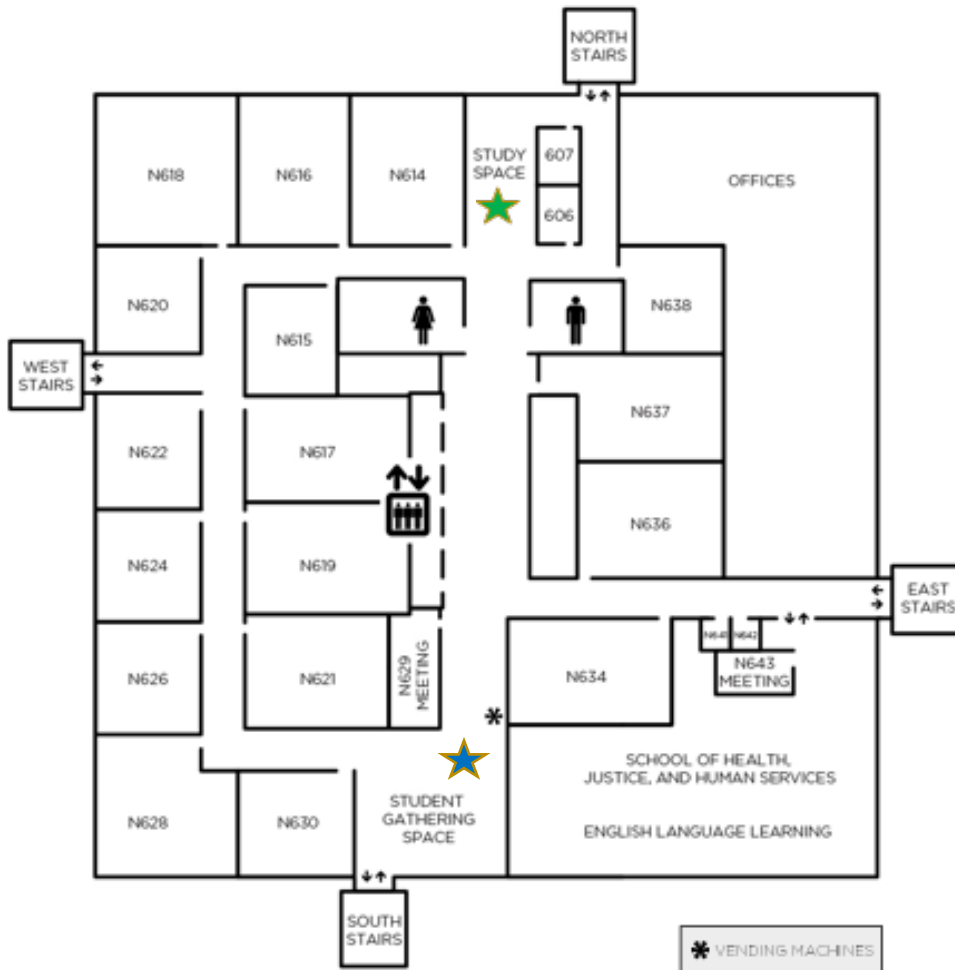 NORTH
STAIRS
N618
N616
N614
STUDY
SPACE
607
606
OFFICES
N620
N615
N638
WEST
STAIRS
N637
N622
N617
N636
N624
N619
EAST
STAIRS
N626
N621
N629
MEETING
N634
N641
N642
N643
MEETING
SCHOOL OF HEALTH,
JUSTICE, AND HUMAN SERVICES
ENGLISH LANGUAGE LEARNING
N628
N630
STUDENT
GATHERING
SPACE
SOUTH
STAIRS
VENDING MACHINES